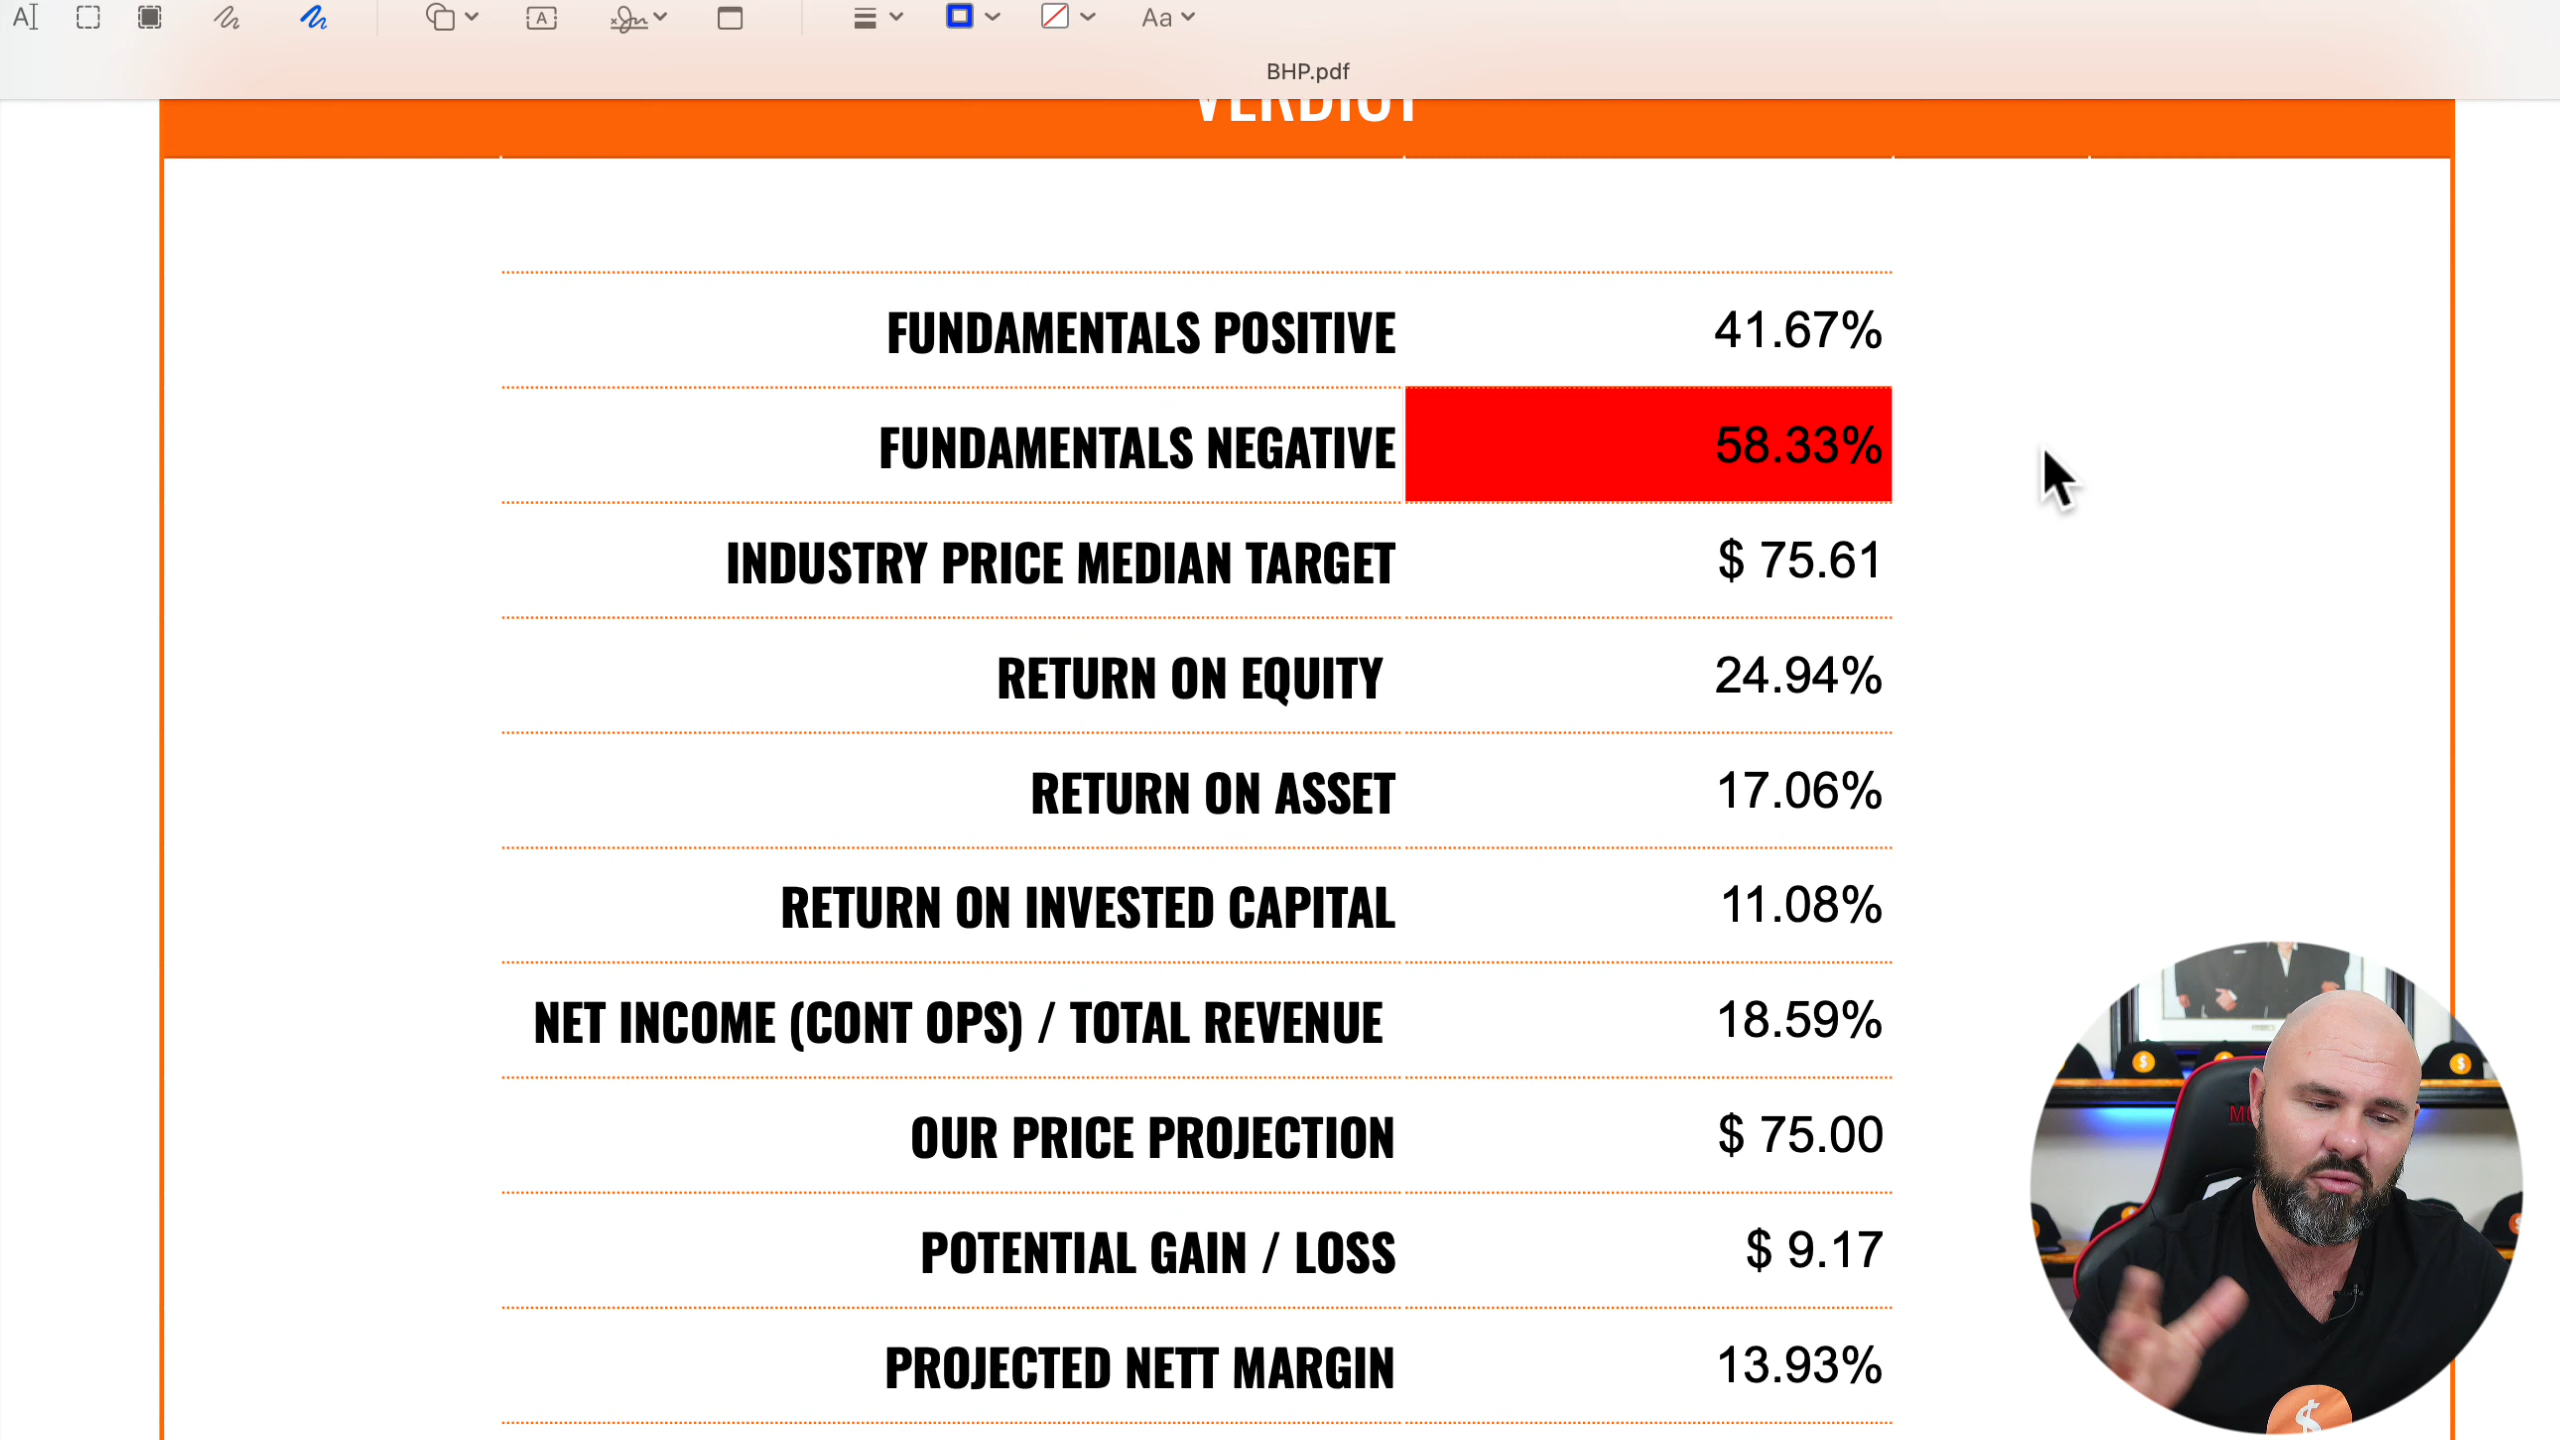 BHP.pdf
VERDICT
FUNDAMENTALS POSITIVE 41.67%
FUNDAMENTALS NEGATIVE 58.33%
INDUSTRY PRICE MEDIAN TARGET $ 75.61
RETURN ON EQUITY 24.94%
RETURN ON ASSET 17.06%
RETURN ON INVESTED CAPITAL 11.08%
NET INCOME (CONT OPS) / TOTAL REVENUE 18.59%
OUR PRICE PROJECTION $ 75.00
POTENTIAL GAIN / LOSS $ 9.17
PROJECTED NETT MARGIN 13.93%